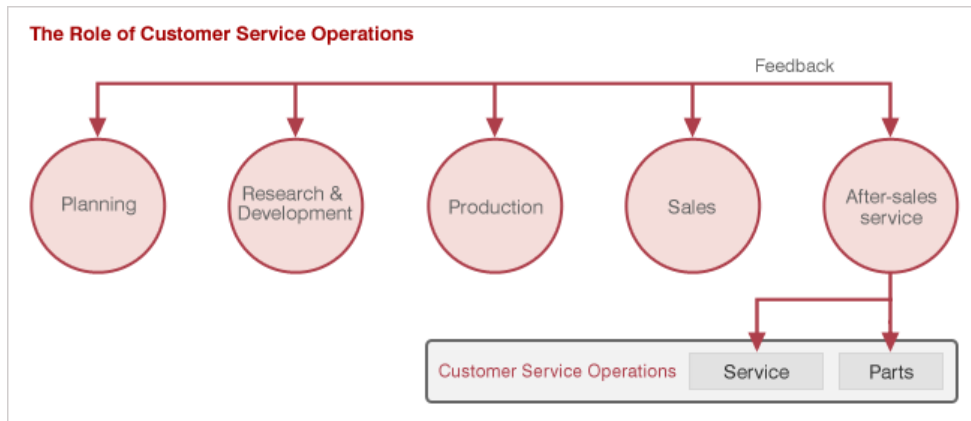 The Role of Customer Service Operations
Feedback
Planning
Research &
Development
Production
Sales
After-sales
service
Customer Service Operations
Service
Parts